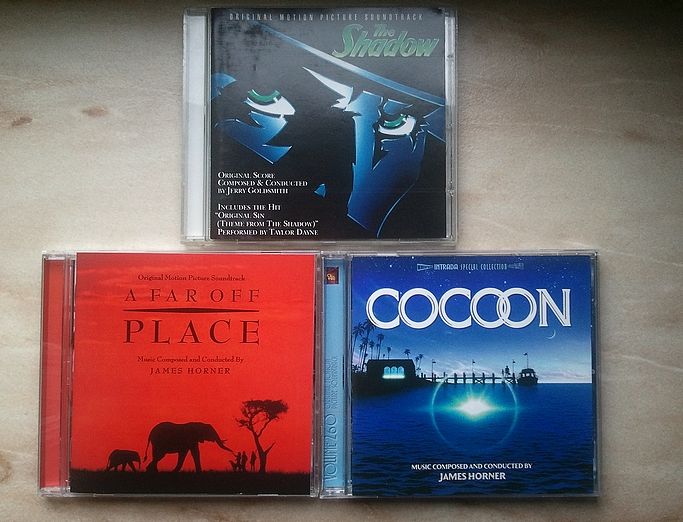 ORIGINAL MOTION PICTURE SOUNDTRACK
The
Shadow
ORIGINAL SCORE
COMPOSED & CONDUCTED
BY JERRY GOLDSMITH
INCLUDES THE HIT
"ORIGINAL SIN
(THEME FROM THE SHADOW)"
PERFORMED BY TAYLOR DAYNE
Original Motion Picture Soundtrack
A FAR OFF
PLACE
Music Composed and Conducted By
JAMES HORNER
VOLUME 260
INTRADA SPECIAL COLLECTION
COCOON
MUSIC COMPOSED AND CONDUCTED BY
JAMES HORNER